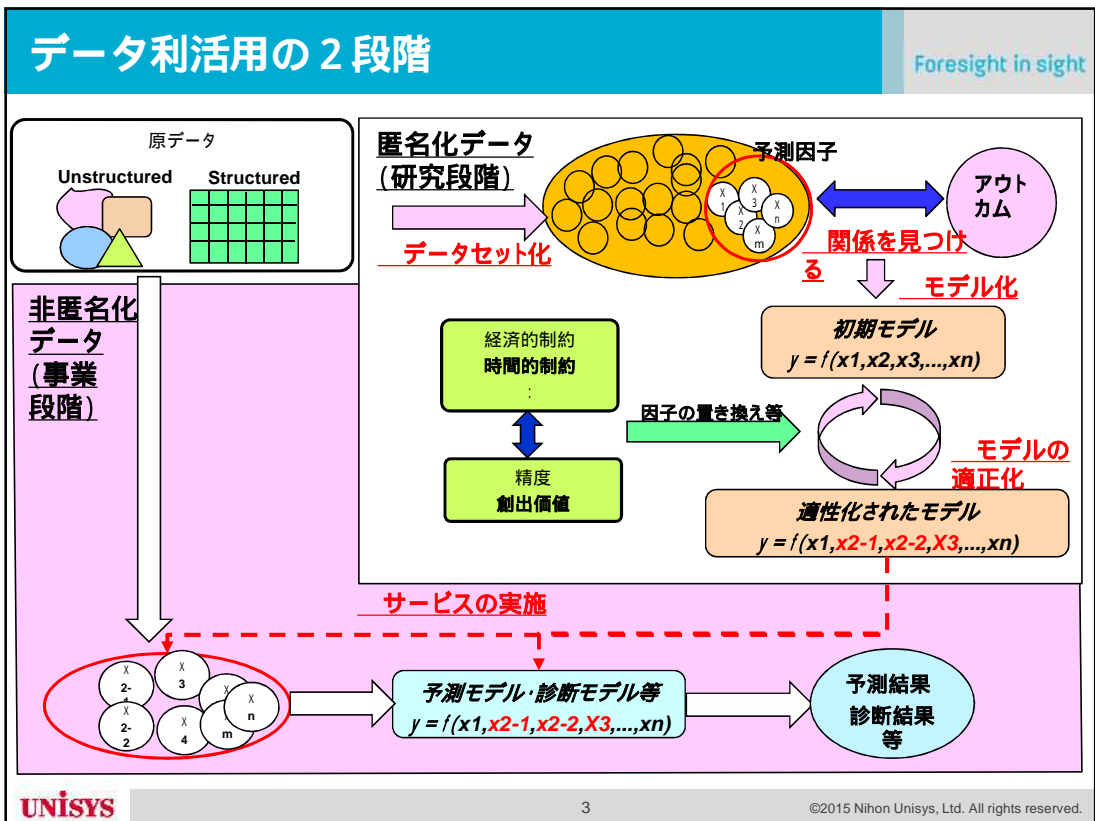 データ利活用の２段階
Foresight in sight
原データ
Unstructured
Structured
匿名化データ
(研究段階)
データセット化
予測因子
X
1
X
3
X
2
X
n
X
m
アウト
カム
関係を見つけ
る
モデル化
初期モデル
y = f(x1,x2,x3,...,xn)
非匿名化
データ
(事業
段階)
経済的制約
時間的制約
:
因子の置き換え等
精度
創出価値
モデルの
適正化
適性化されたモデル
y = f(x1,x2-1,x2-2,X3,...,xn)
サービスの実施
X
2-
X
3
X
n
X
2-
2
X
4
m
予測モデル・診断モデル等
y = f(x1,x2-1,x2-2,X3,...,xn)
予測結果
診断結果
等
UNISYS
3
©2015 Nihon Unisys, Ltd. All rights reserved.